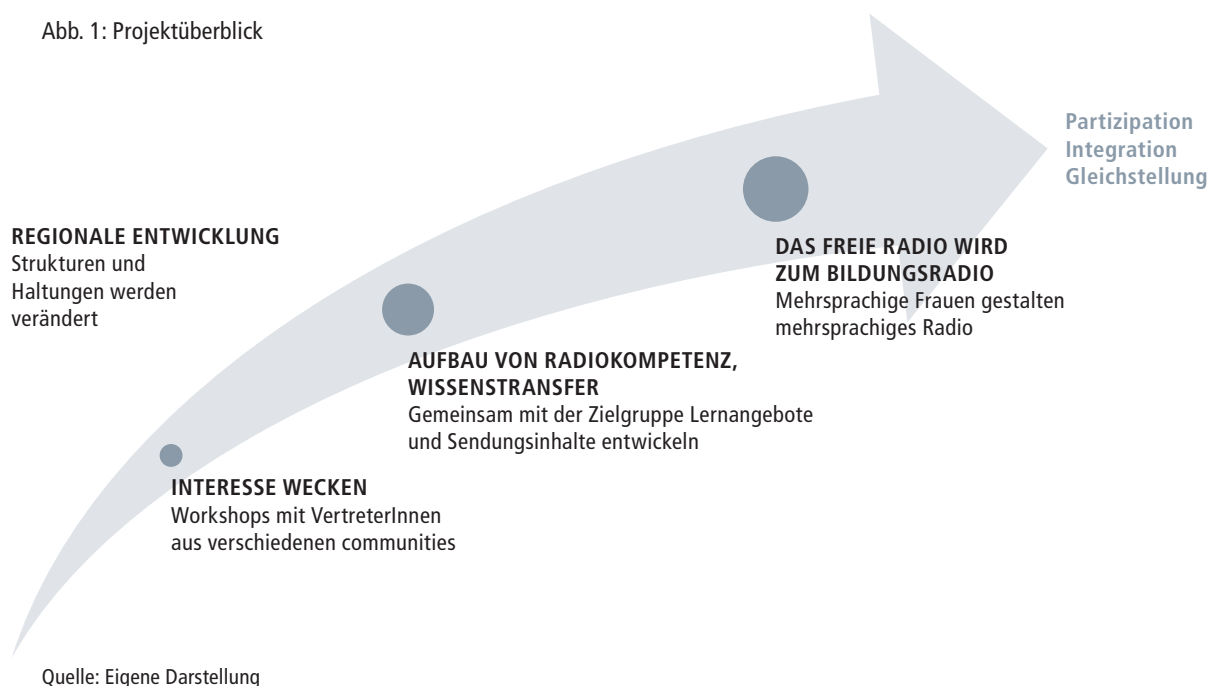 Abb. 1: Projektüberblick
Partizipation
Integration
Gleichstellung
REGIONALE ENTWICKLUNG
Strukturen und
Haltungen werden
verändert
DAS FREIE RADIO WIRD
ZUM BILDUNGSRADIO
Mehrsprachige Frauen gestalten
mehrsprachiges Radio
AUFBAU VON RADIOKOMPETENZ,
WISSENSTRANSFER
Gemeinsam mit der Zielgruppe Lernangebote
und Sendungsinhalte entwickeln
INTERESSE WECKEN
Workshops mit VertreterInnen
aus verschiedenen communities
Quelle: Eigene Darstellung